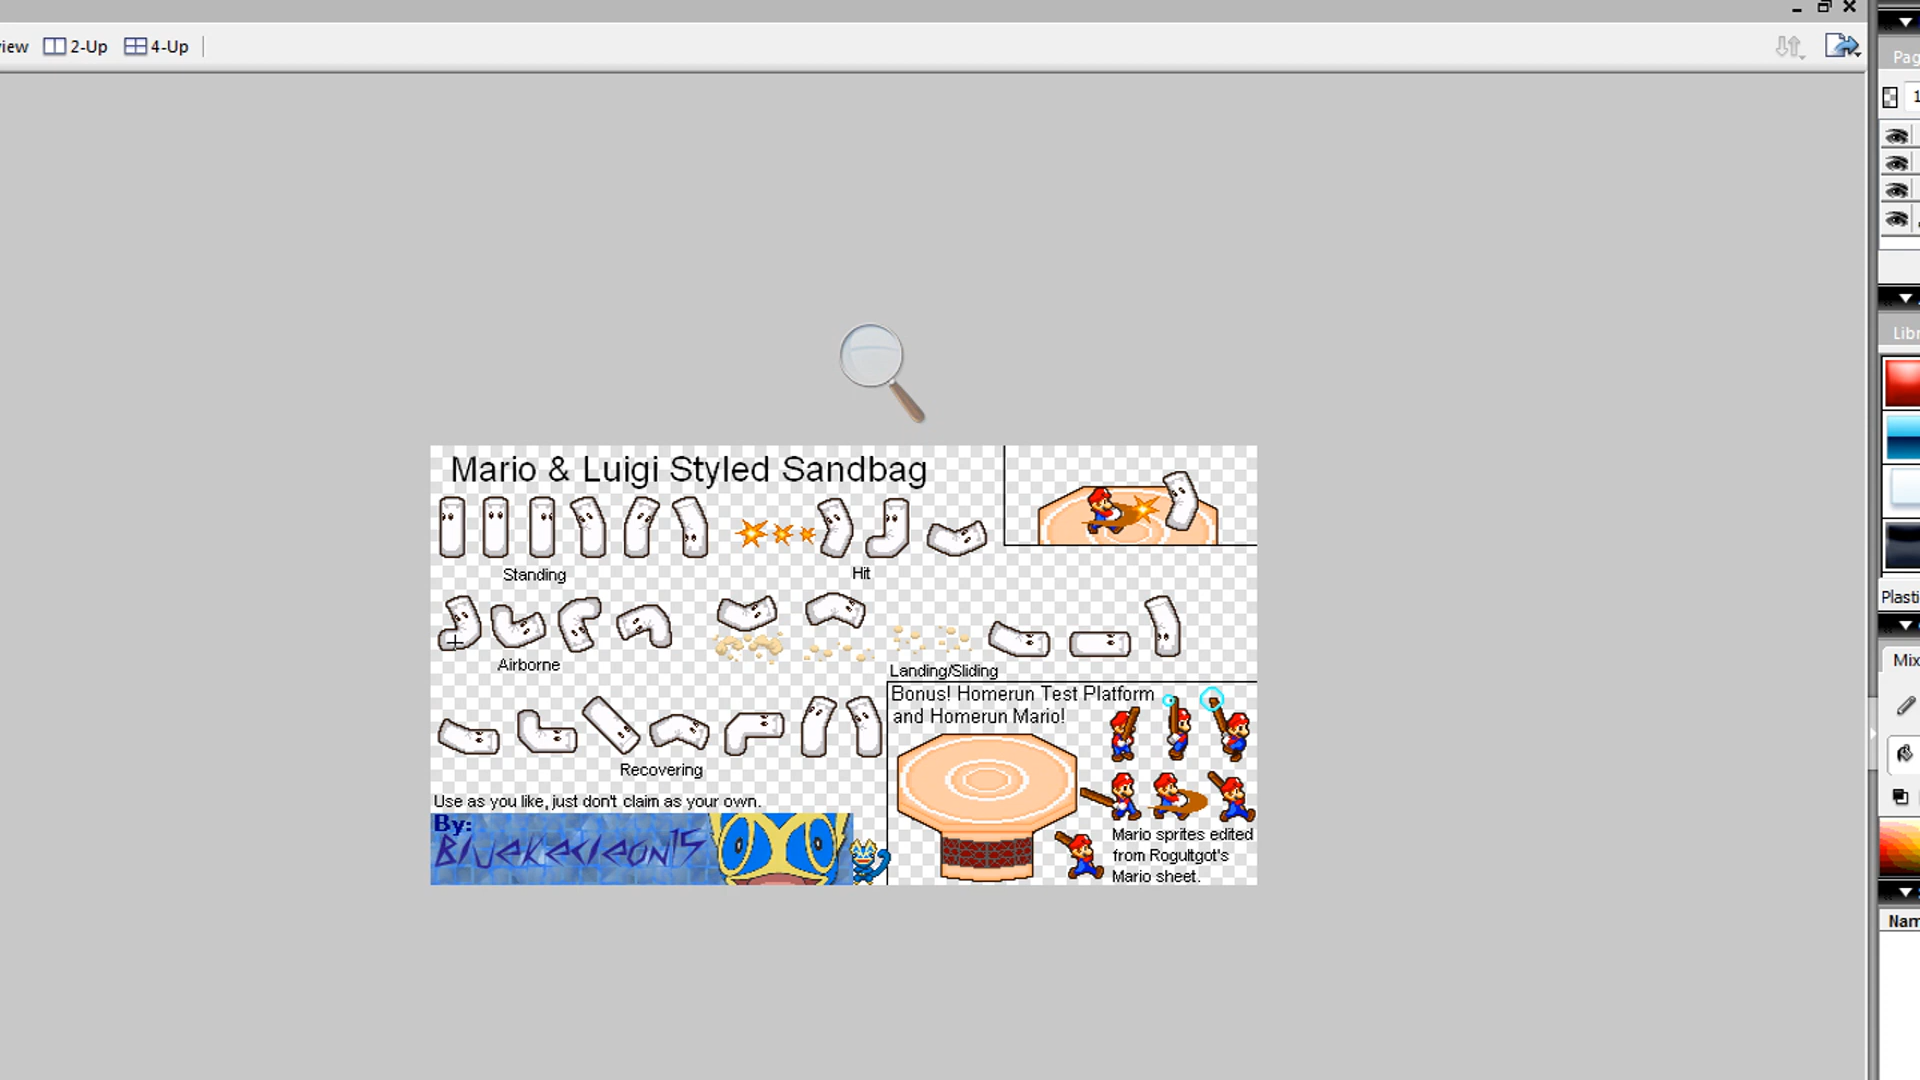 iew 2-Up 4-Up
Pag
1
Mario & Luigi Styled Sandbag
Standing
Hit
Airborne
Landing/Sliding
Bonus! Homerun Test Platform
and Homerun Mario!
Recovering
Use as you like, just don't claim as your own.
By:
Bluekecleon15
Mario sprites edited
from Rogultgot's
Mario sheet.
Libr
Plasti
Mix
Nam